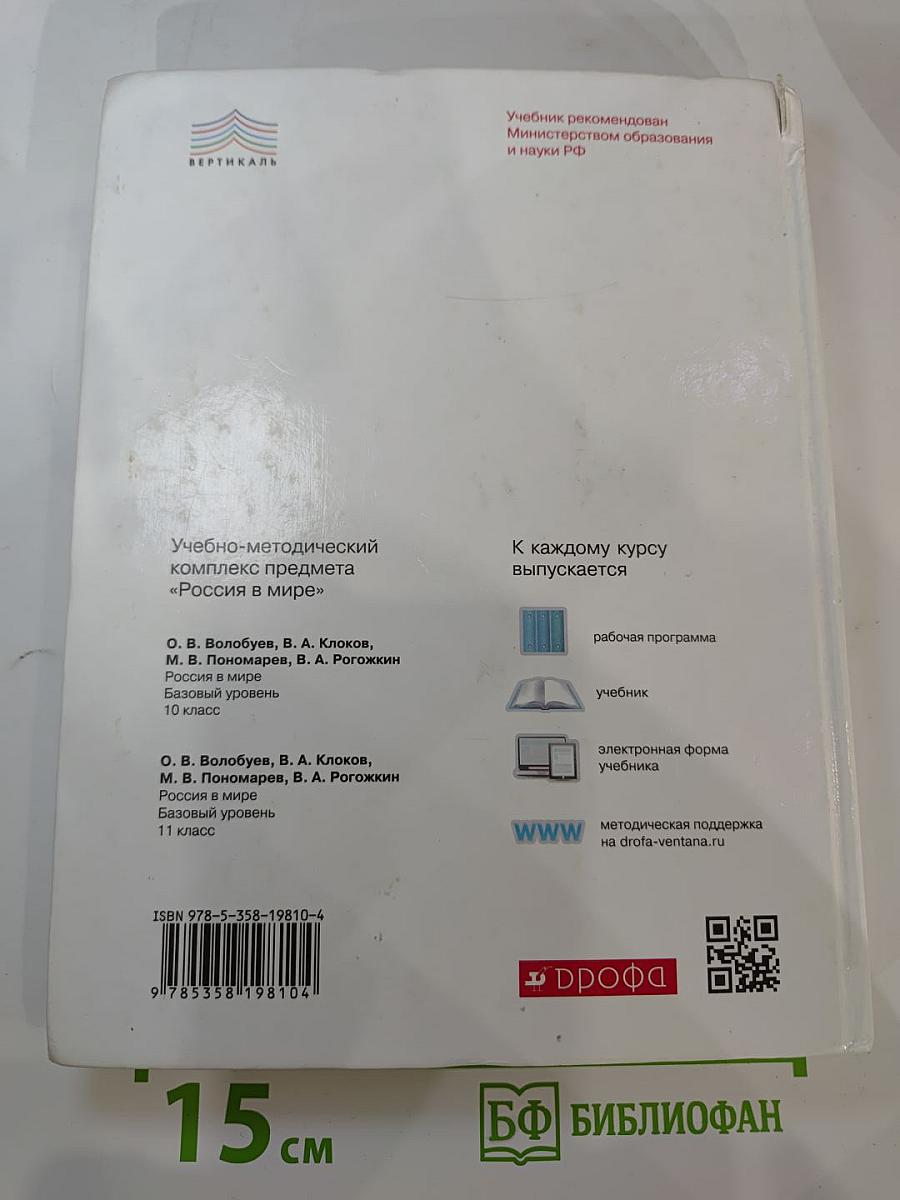 ВЕРТИКАЛЬ
Учебник рекомендован
Министерством образования
и науки РФ
Учебно-методический
комплекс предмета
«Россия в мире»
О. В. Волобуев, В. А. Клоков,
М. В. Пономарев, В. А. Рогожкин
Россия в мире
Базовый уровень
10 класс
О. В. Волобуев, В. А. Клоков,
М. В. Пономарев, В. А. Рогожкин
Россия в мире
Базовый уровень
11 класс
К каждому курсу
выпускается
рабочая программа
учебник
электронная форма
учебника
www
методическая поддержка
на drofa-ventana.ru
ISBN 978-5-358-19810-4
9 785358 198104
дрофа
15 см
БФ БИБЛИОФАН